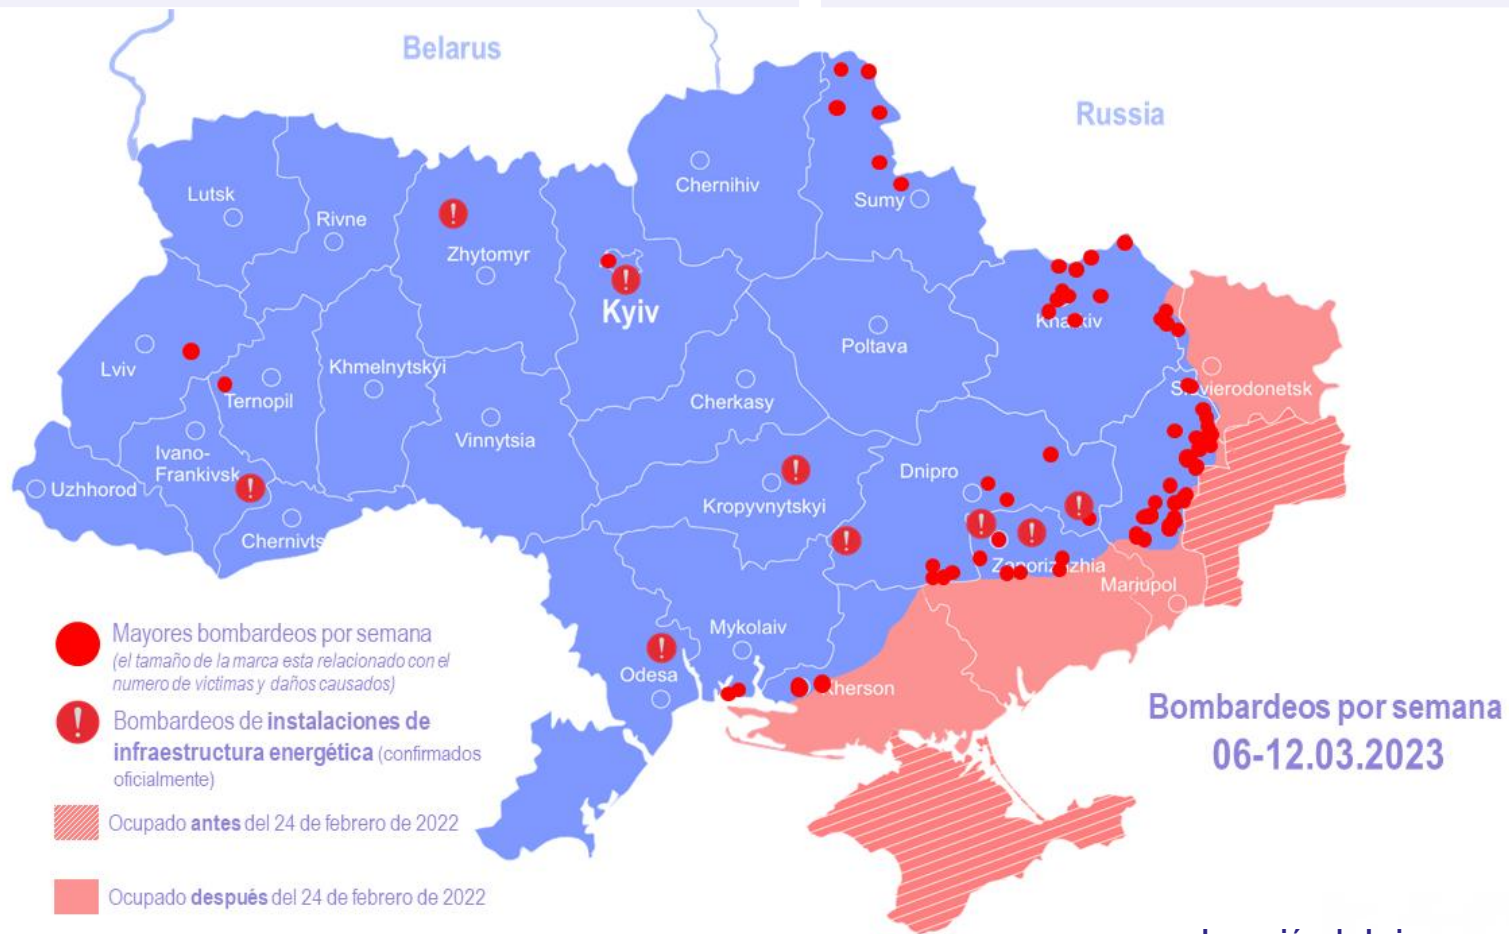 Belarus
Russia
Lutsk
Rivne
Zhytomyr
Kyiv
Chernihiv
Sumy
Lviv
Ternopil
Khmelnytskyi
Ivano-
Frankivsk
Uzhhorod
Chernivts
Vinnytsia
Cherkasy
Poltava
Kharkiv
Kropyvnytskyi
Dnipro
Zaporizhzhia
Mariupol
Mykolaiv
Odesa
Kherson
Mayores bombardeos por semana
(el tamaño de la marca esta relacionado con el
numero de victimas y daños causados)
Bombardeos de instalaciones de
infraestructura energética (confirmados
oficialmente)
Ocupado antes del 24 de febrero de 2022
Ocupado después del 24 de febrero de 2022
Bombardeos por semana
06-12.03.2023